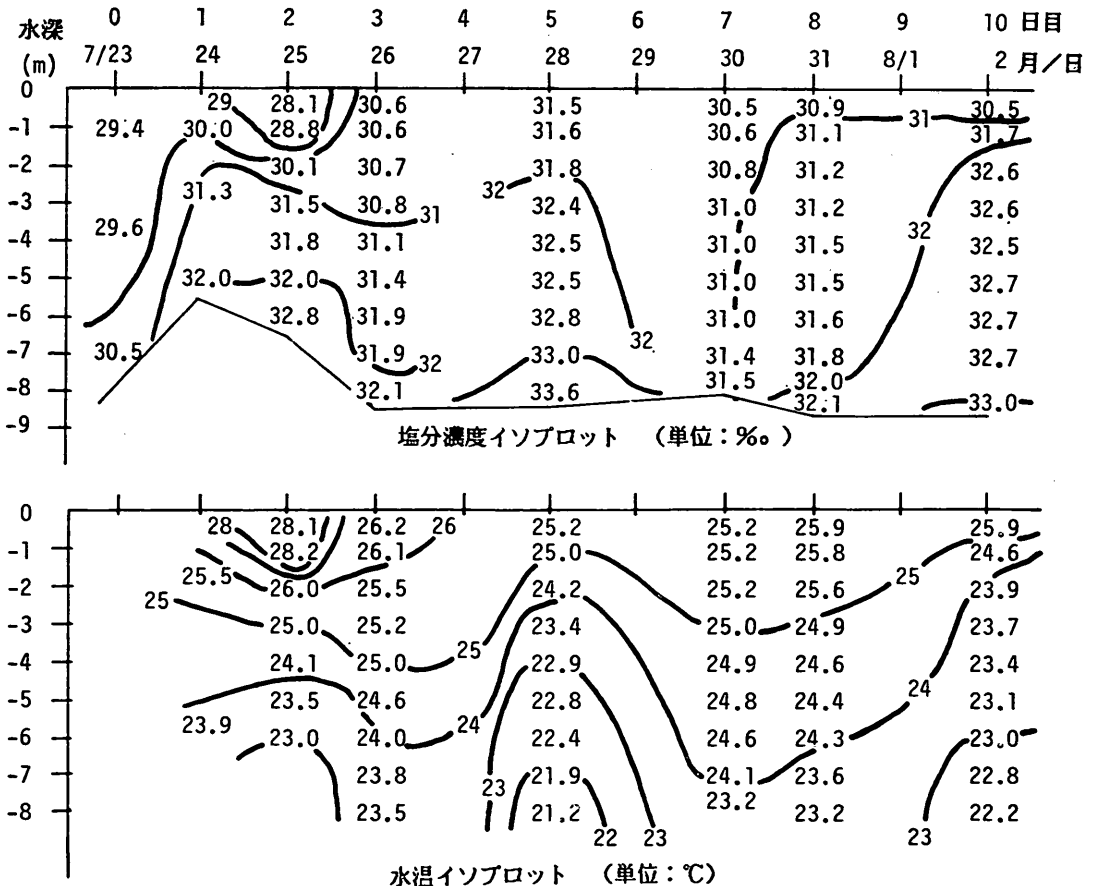 水深 0 1 2 3 4 5 6 7 8 9 10 日目
(m) 7/23 24 25 26 27 28 29 30 31 8/1 2 月/日
0 29 28.1 30.6 31.5 30.5 30.9 30.5
-1 29.4 30.0 28.8 30.6 31.6 30.6 31.1 31 31.7
-2 30.1 30.7 31.8 30.8 31.2 32.6
-3 31.3 31.5 30.8 31 32 32.4 31.0 31.2 32.6
-4 29.6 31.8 31.1 32.5 31.0 31.5 32 32.5
-5 32.0 32.0 31.4 32.5 31.0 31.5 32.7
-6 32.8 31.9 32.8 32 31.0 31.6 32.7
-7 30.5 31.9 32 33.0 31.4 31.8 32.7
-8 32.1 33.6 31.5 32.0 32.1 33.0
-9
塩分濃度イソプロット (単位:‰)
0 28 28.1 26.2 26 25.2 25.2 25.9 25.9
-1 28.2 26.1 25.0 25.2 25.8 24.6
-2 25.5 26.0 25.5 24.2 25.2 25.6 25 23.9
-3 25 25.0 25.2 23.4 25.0 24.9 23.7
-4 24.1 25.0 25 22.9 24.9 24.6 23.4
-5 23.9 23.5 24.6 24 22.8 24.8 24.4 24 23.1
-6 23.0 24.0 22.4 24.6 24.3 23.0
-7 23.8 23 21.9 24.1 23.6 22.8
-8 23.5 21.2 22 23 23.2 23.2 23 22.2
水温イソプロット (単位:℃)